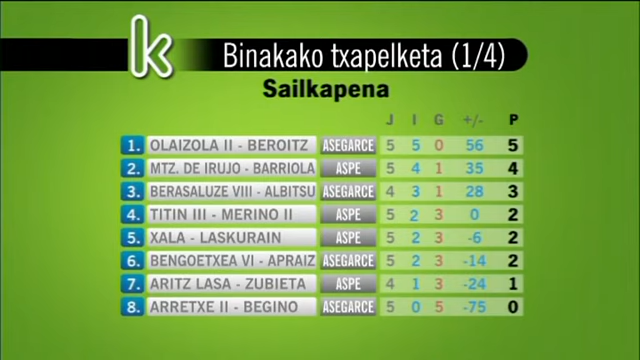 k Binakako txapelketa (1/4)
Sailkapena
J I G +/- P
1. OLAIZOLA II - BEROITZ ASEGARCE 5 5 0 56 5
2. MTZ. DE IRUJO - BARRIOLA ASPE 5 4 1 35 4
3. BERASALUZE VIII - ALBITSU ASEGARCE 4 3 1 28 3
4. TITIN III - MERINO II ASPE 5 2 3 0 2
5. XALA - LASKURAIN ASPE 5 2 3 -6 2
6. BENGOETXEA VI - APRAIZ ASEGARCE 5 2 3 -14 2
7. ARITZ LASA - ZUBIETA ASPE 4 1 3 -24 1
8. ARRETXE II - BEGINO ASEGARCE 5 0 5 -75 0